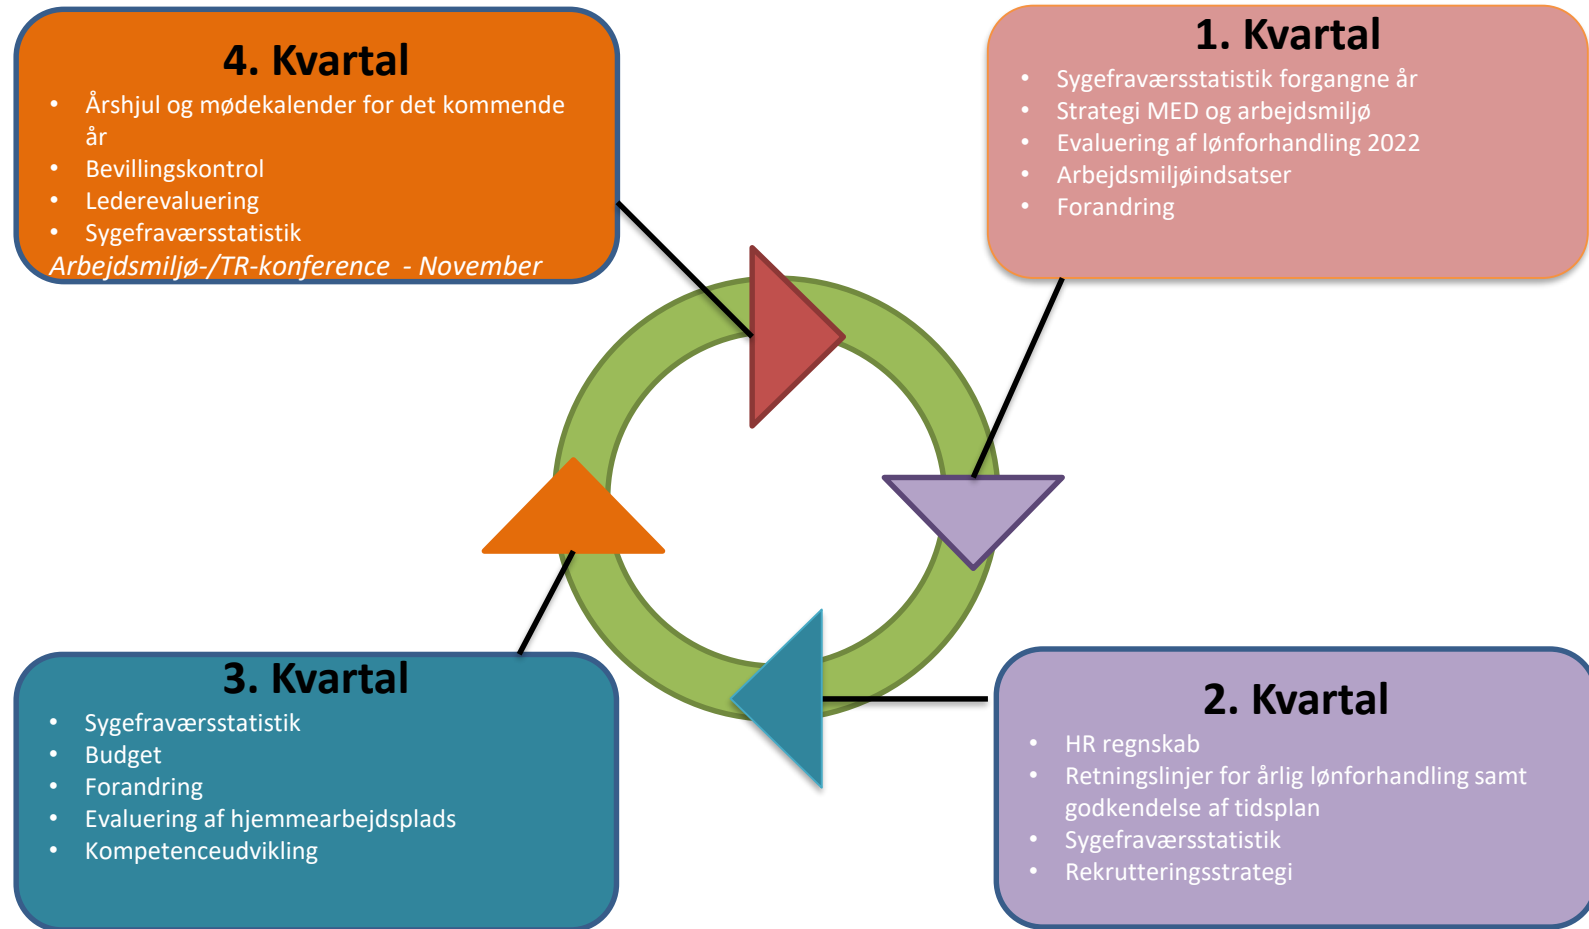 4. Kvartal
• Årshjul og mødekalender for det kommende
år
• Bevillingskontrol
• Lederevaluering
• Sygefraværsstatistik
Arbejdsmiljø-/TR-konference - November
1. Kvartal
• Sygefraværsstatistik forgangne år
• Strategi MED og arbejdsmiljø
• Evaluering af lønforhandling 2022
• Arbejdsmiljøindsatser
• Forandring
3. Kvartal
• Sygefraværsstatistik
• Budget
• Forandring
• Evaluering af hjemmearbejdsplads
• Kompetenceudvikling
2. Kvartal
• HR regnskab
• Retningslinjer for årlig lønforhandling samt
godkendelse af tidsplan
• Sygefraværsstatistik
• Rekrutteringsstrategi